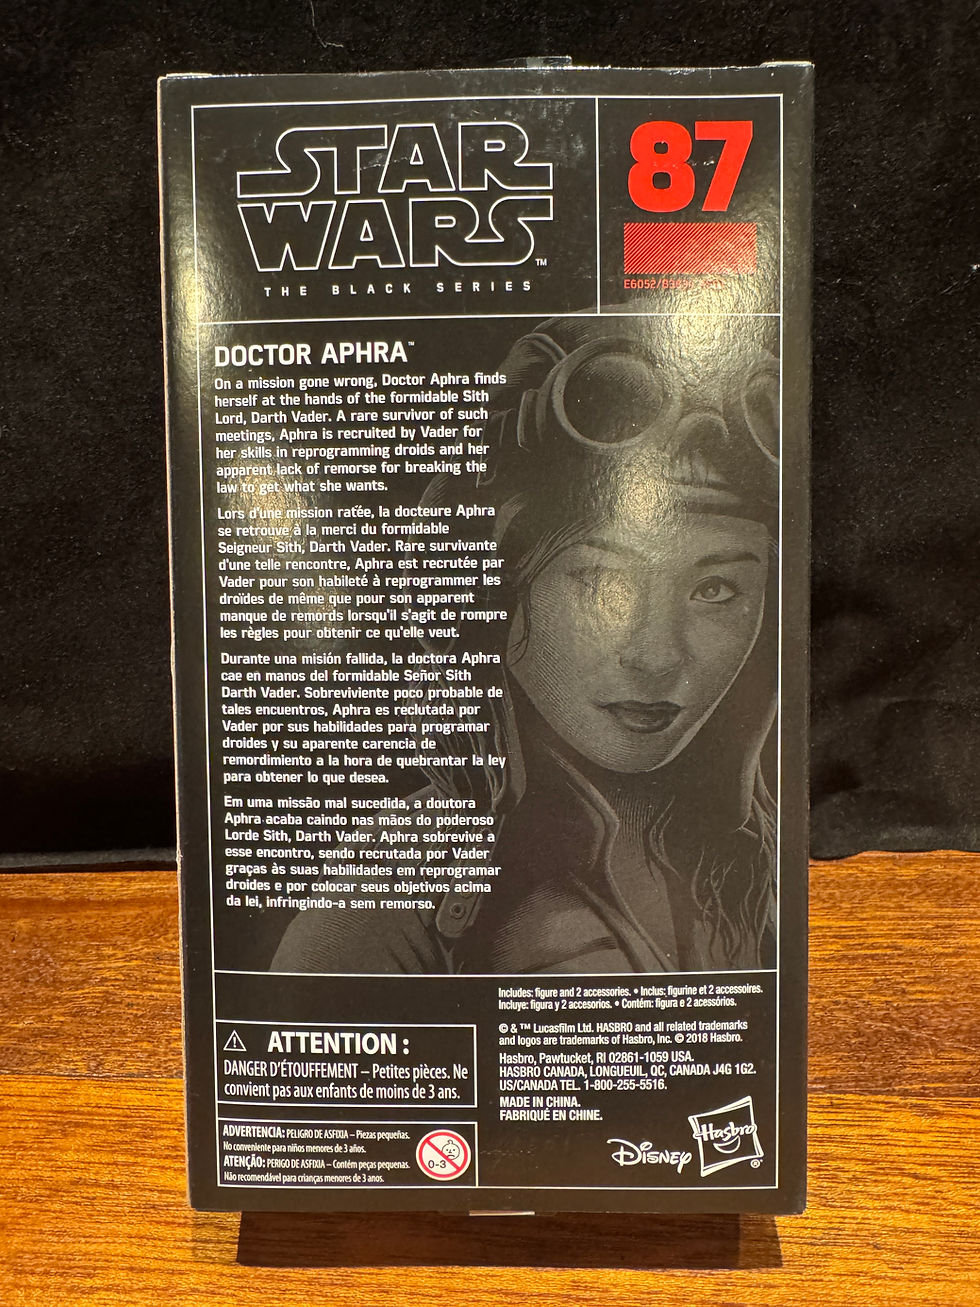 STAR
WARS™
THE BLACK SERIES
87
E6052/
DOCTOR APHRA™
On a mission gone wrong, Doctor Aphra finds
herself at the hands of the formidable Sith
Lord, Darth Vader. A rare survivor of such
meetings, Aphra is recruited by Vader for
her skills in reprogramming droids and her
apparent lack of remorse for breaking the
law to get what she wants.
Lors d'une mission ratée, la docteure Aphra
se retrouve à la merci du formidable
Seigneur Sith, Darth Vader. Rare survivante
d'une telle rencontre, Aphra est recrutée par
Vader pour son habileté à reprogrammer les
droïdes de même que pour son apparent
manque de remords lorsqu'il s'agit de rompre
les règles pour obtenir ce qu'elle veut.
Durante una misión fallida, la doctora Aphra
cae en manos del formidable Señor Sith
Darth Vader. Sobreviviente poco probable de
tales encuentros, Aphra es reclutada por
Vader por sus habilidades para programar
droides y su aparente carencia de
remordimiento a la hora de quebrantar la ley
para obtener lo que desea.
Em uma missão mal sucedida, a doutora
Aphra acaba caindo nas mãos do poderoso
Lorde Sith, Darth Vader. Aphra sobrevive a
esse encontro, sendo recrutada por Vader
graças às suas habilidades em reprogramar
droides e por colocar seus objetivos acima
da lei, infringindo-a sem remorso.
Includes: figure and 2 accessories. • Inclus: figurine et 2 accessoires.
Incluye: figura y 2 accesorios. • Contém: figura e 2 acessórios.
© & ™ Lucasfilm Ltd. HASBRO and all related trademarks
and logos are trademarks of Hasbro, Inc. © 2018 Hasbro.
Hasbro, Pawtucket, RI 02861-1059 USA.
HASBRO CANADA, LONGUEUIL, QC, CANADA J4G 1G2.
US/CANADA TEL. 1-800-255-5516.
MADE IN CHINA.
FABRIQUÉ EN CHINE.
⚠ ATTENTION :
DANGER D'ÉTOUFFEMENT – Petites pièces. Ne
convient pas aux enfants de moins de 3 ans.
ADVERTENCIA: PELIGRO DE ASFIXIA – Piezas pequeñas.
No conveniente para niños menores de 3 años.
ATENÇÃO: PERIGO DE ASFIXIA – Contém peças pequenas.
Não recomendável para crianças menores de 3 anos.
0-3
Disney
Hasbro®